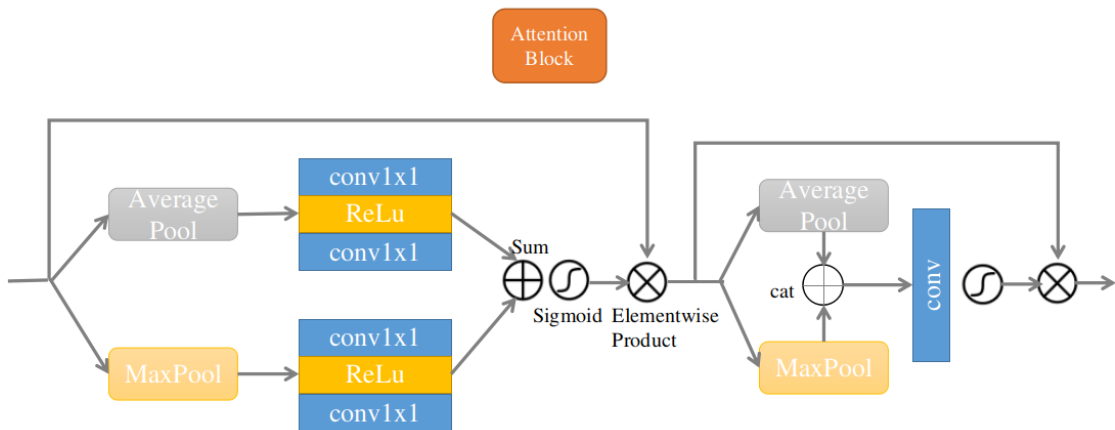 Attention
Block
Average
Pool
conv1x1
ReLu
conv1x1
MaxPool
conv1x1
ReLu
conv1x1
Sum
Sigmoid
Elementwise
Product
Average
Pool
cat
MaxPool
conv